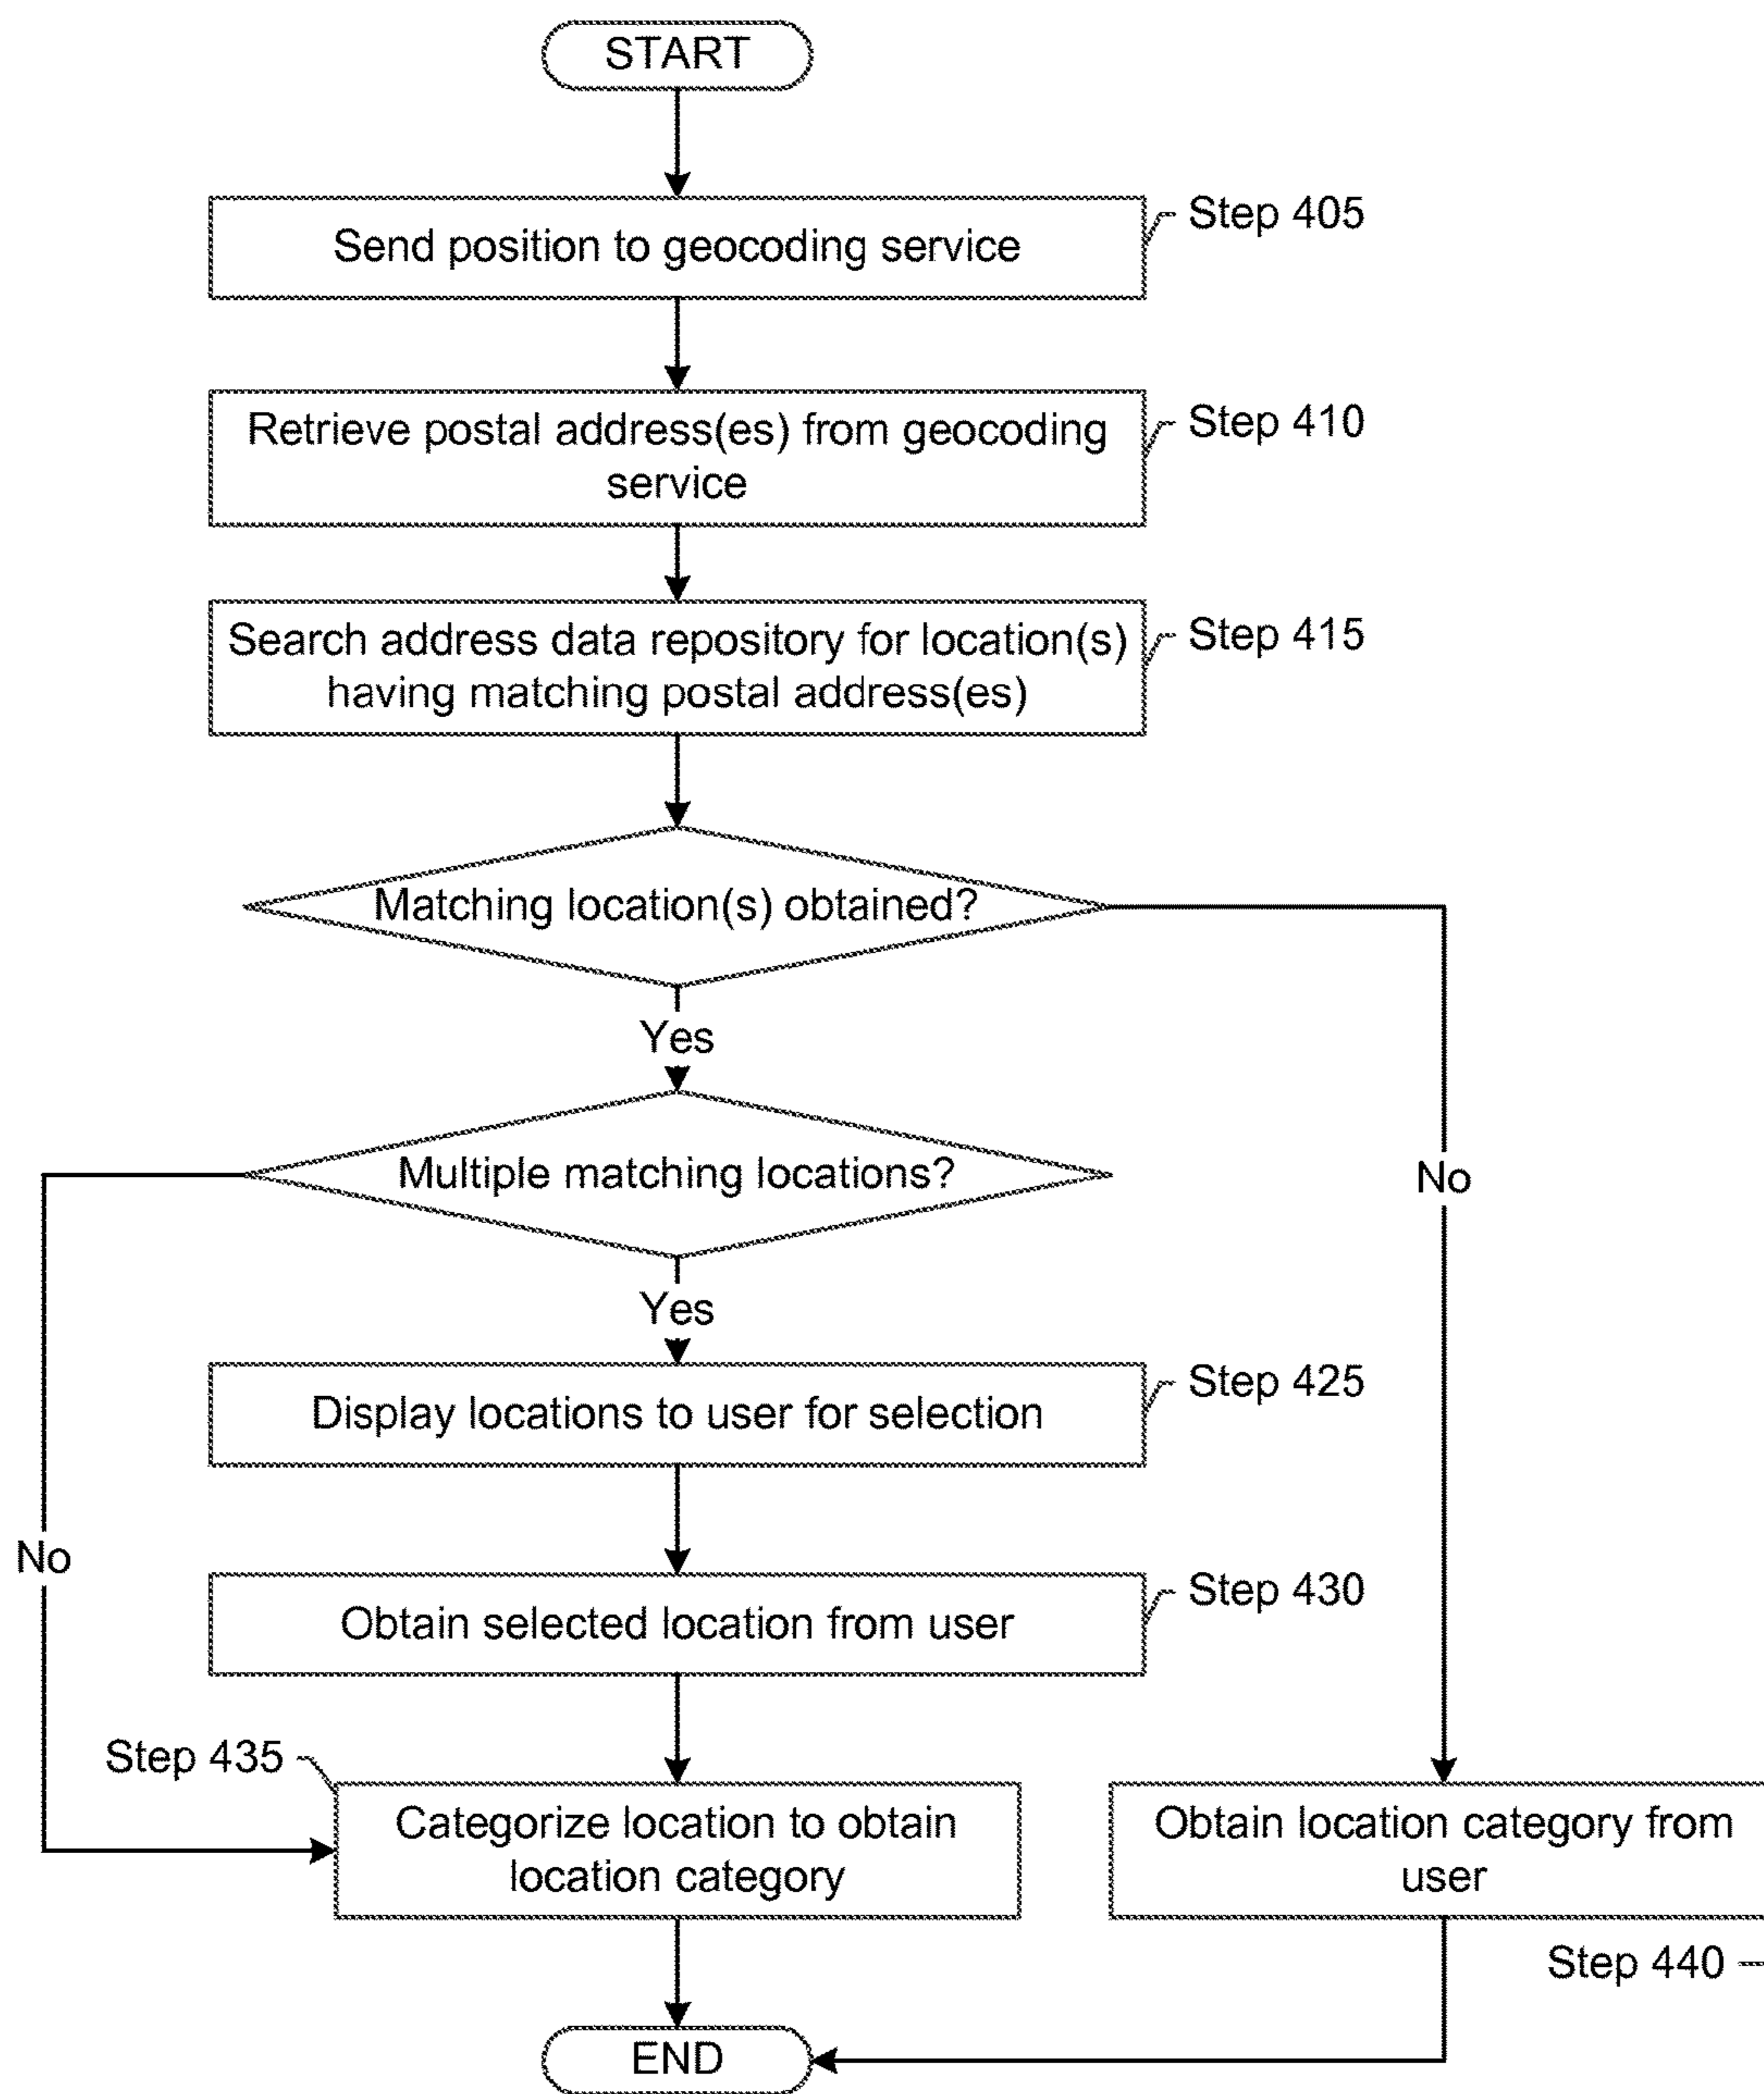 START
Send position to geocoding service
Step 405
Retrieve postal address(es) from geocoding
service
Step 410
Search address data repository for location(s)
having matching postal address(es)
Step 415
Matching location(s) obtained?
Yes
Multiple matching locations?
No
Yes
Display locations to user for selection
Step 425
No
Obtain selected location from user
Step 430
Step 435
Categorize location to obtain
location category
Obtain location category from
user
Step 440
END